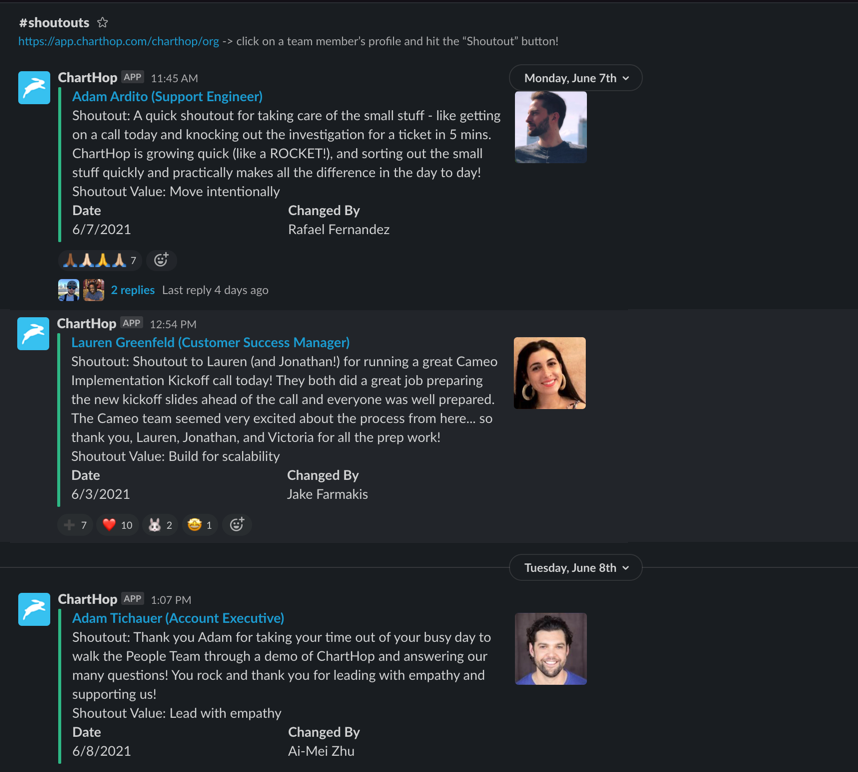 #shoutouts
https://app.charthop.com/charthop/org -> click on a team member's profile and hit the “Shoutout” button!
Monday, June 7th
ChartHop APP 11:45 AM
Adam Ardito (Support Engineer)
Shoutout: A quick shoutout for taking care of the small stuff - like getting
on a call today and knocking out the investigation for a ticket in 5 mins.
ChartHop is growing quick (like a ROCKET!), and sorting out the small
stuff quickly and practically makes all the difference in the day to day!
Shoutout Value: Move intentionally
Date Changed By
6/7/2021 Rafael Fernandez
7
2 replies Last reply 4 days ago
ChartHop APP 12:54 PM
Lauren Greenfeld (Customer Success Manager)
Shoutout: Shoutout to Lauren (and Jonathan!) for running a great Cameo
Implementation Kickoff call today! They both did a great job preparing
the new kickoff slides ahead of the call and everyone was well prepared.
The Cameo team seemed very excited about the process from here... so
thank you, Lauren, Jonathan, and Victoria for all the prep work!
Shoutout Value: Build for scalability
Date Changed By
6/3/2021 Jake Farmakis
7 10 2 1
Tuesday, June 8th
ChartHop APP 1:07 PM
Adam Tichauer (Account Executive)
Shoutout: Thank you Adam for taking your time out of your busy day to
walk the People Team through a demo of ChartHop and answering our
many questions! You rock and thank you for leading with empathy and
supporting us!
Shoutout Value: Lead with empathy
Date Changed By
6/8/2021 Ai-Mei Zhu